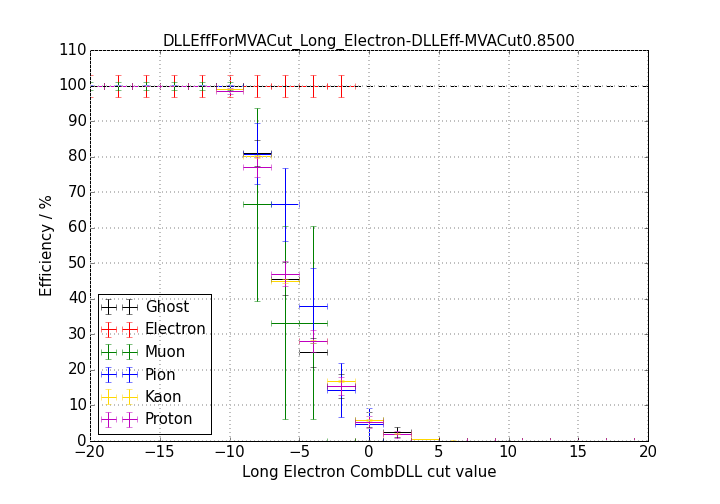 DLLEffForMVACut_Long_Electron-DLLEff-MVACut0.8500
110
100
90
80
70
60
50
40
30
20
10
0
Efficiency / %
Ghost
Electron
Muon
Pion
Kaon
Proton
−20 −15 −10 −5 0 5 10 15 20
Long Electron CombDLL cut value